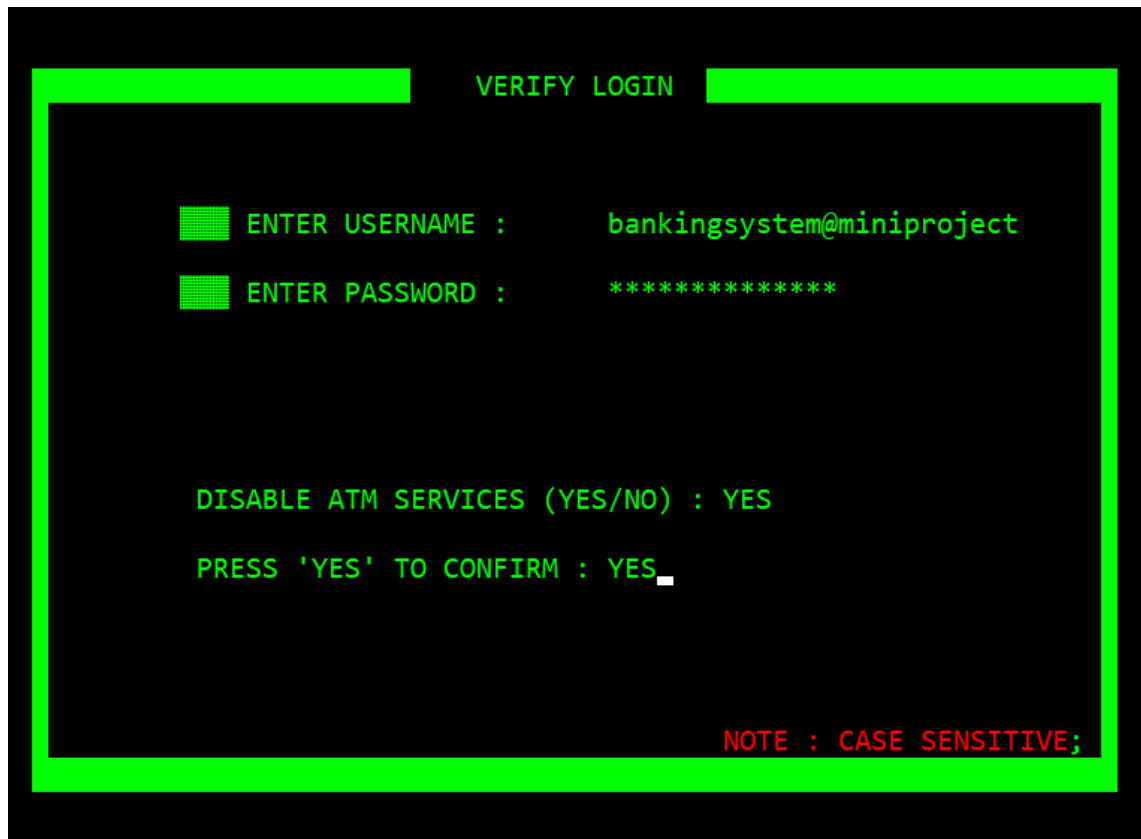 VERIFY LOGIN
ENTER USERNAME : bankingsystem@miniproject
ENTER PASSWORD : **************
DISABLE ATM SERVICES (YES/NO) : YES
PRESS 'YES' TO CONFIRM : YES
NOTE : CASE SENSITIVE;